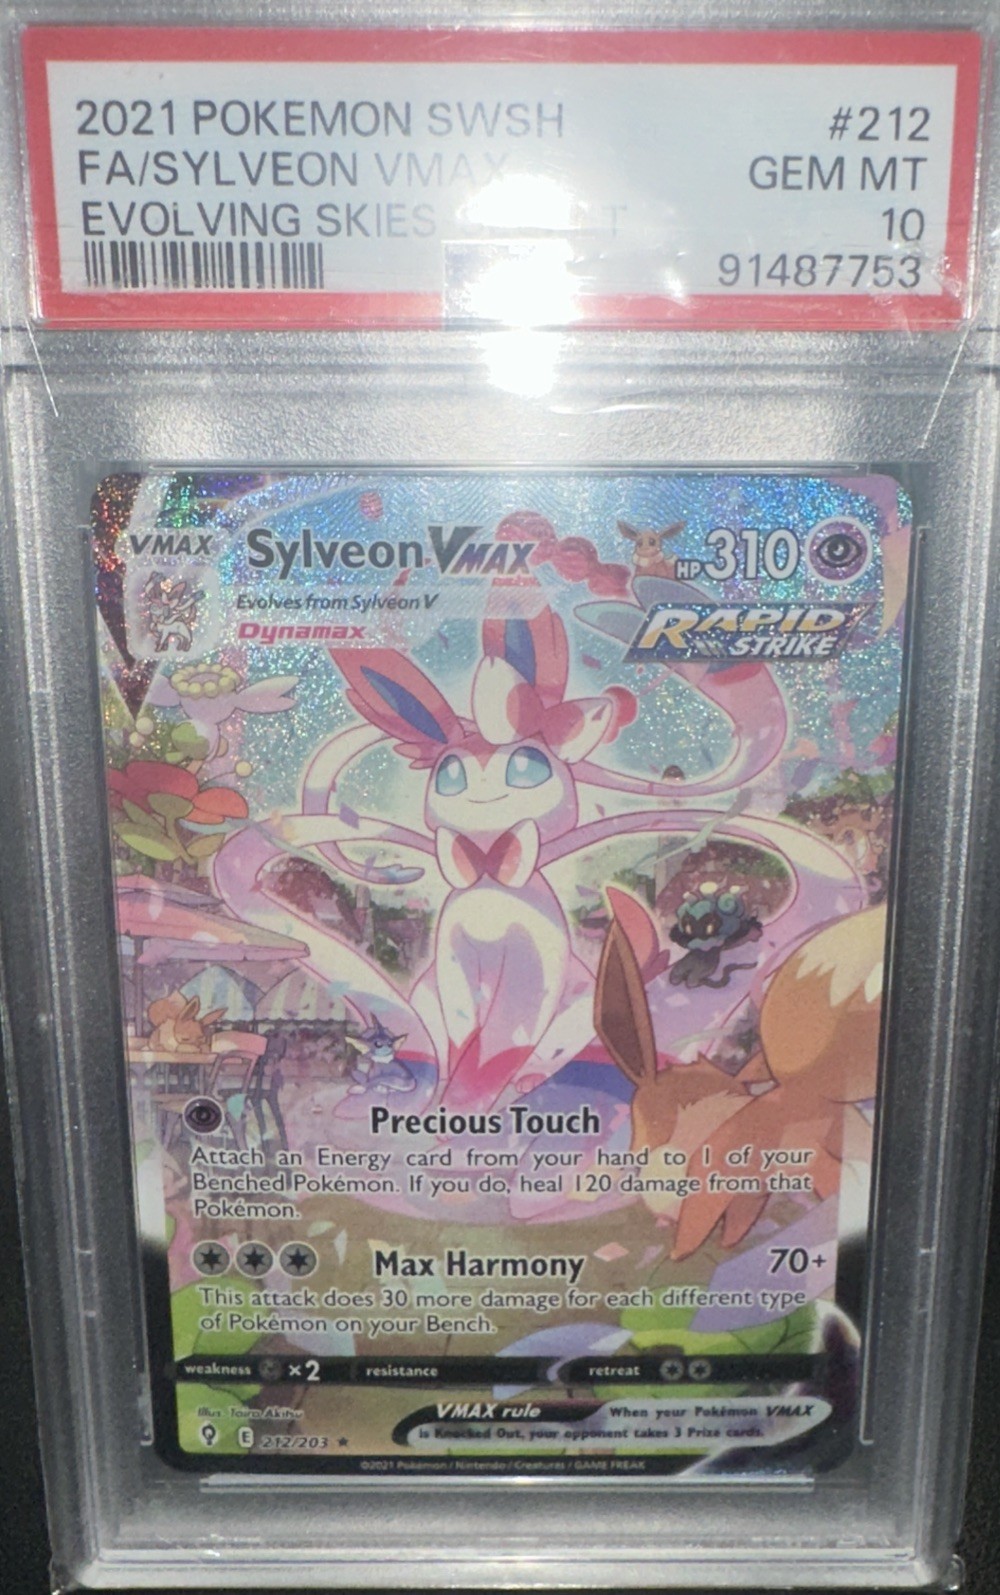 2021 POKEMON SWSH #212
FA/SYLVEON VMAX GEM MT
EVOLVING SKIES 10
91487753
VMAX Sylveon VMAX HP 310
Evolves from Sylveon V
Dynamax
RAPID
STRIKE
Precious Touch
Attach an Energy card from your hand to 1 of your
Benched Pokémon. If you do, heal 120 damage from that
Pokémon.
Max Harmony 70+
This attack does 30 more damage for each different type
of Pokémon on your Bench.
weakness ×2 resistance retreat
Illus. Taira Akitsu
VMAX rule When your Pokémon VMAX
is Knocked Out, your opponent takes 3 Prize cards.
E 212/203 ★
©2021 Pokémon / Nintendo / Creatures / GAME FREAK